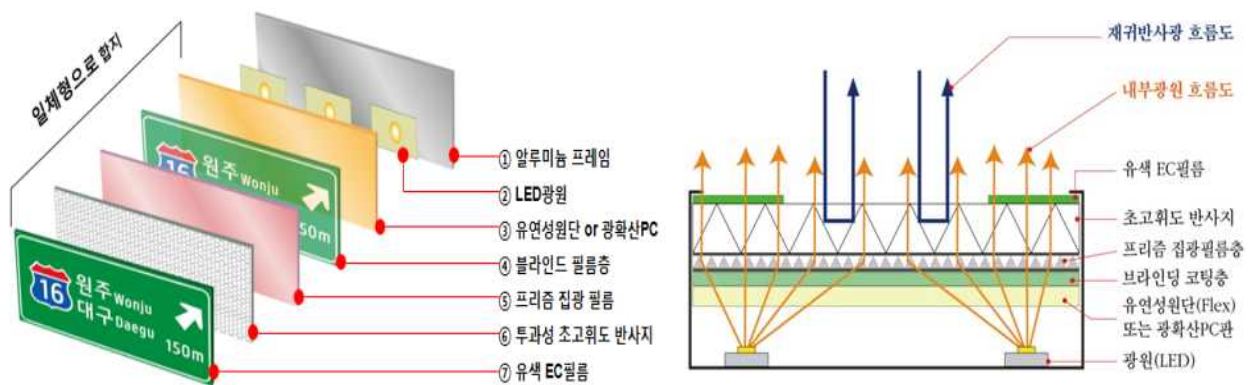 일체형으로 합지
① 알루미늄 프레임
② LED광원
③ 유연성원단 or 광확산PC
④ 블라인드 필름층
⑤ 프리즘 집광 필름
⑥ 투과성 초고휘도 반사지
⑦ 유색 EC필름
16
원주 Wonju
50m
16
원주 Wonju
대구 Daegu
150m
재귀반사광 흐름도
내부광원 흐름도
유색 EC필름
초고휘도 반사지
프리즘 집광필름층
브라인딩 코팅층
유연성원단(Flex)
또는 광확산PC판
광원(LED)